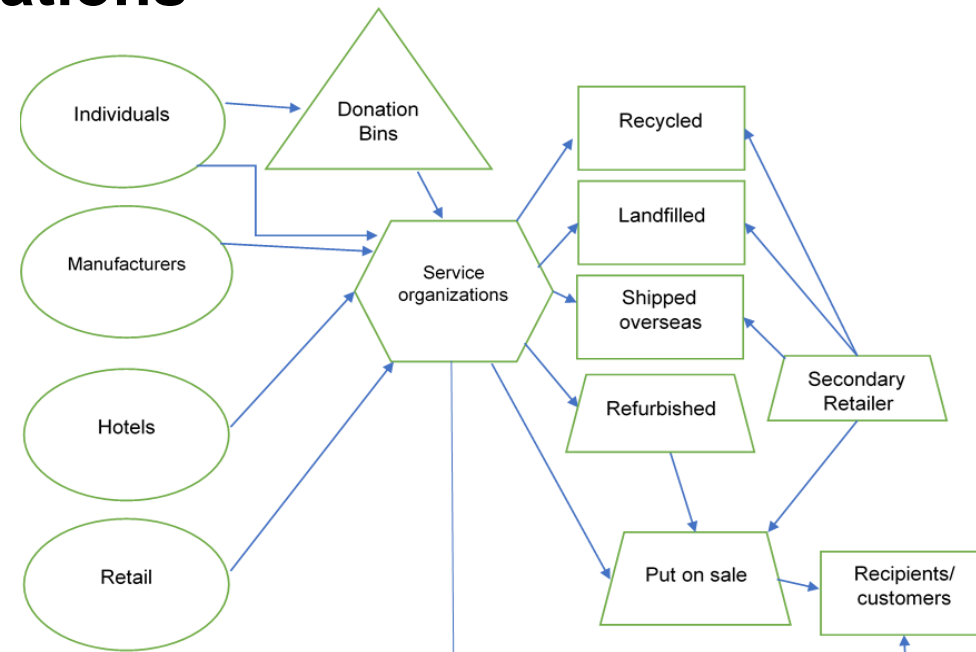 ations
Individuals
Donation
Bins
Recycled
Landfilled
Manufacturers
Service
organizations
Shipped
overseas
Secondary
Retailer
Refurbished
Hotels
Retail
Put on sale
Recipients/
customers